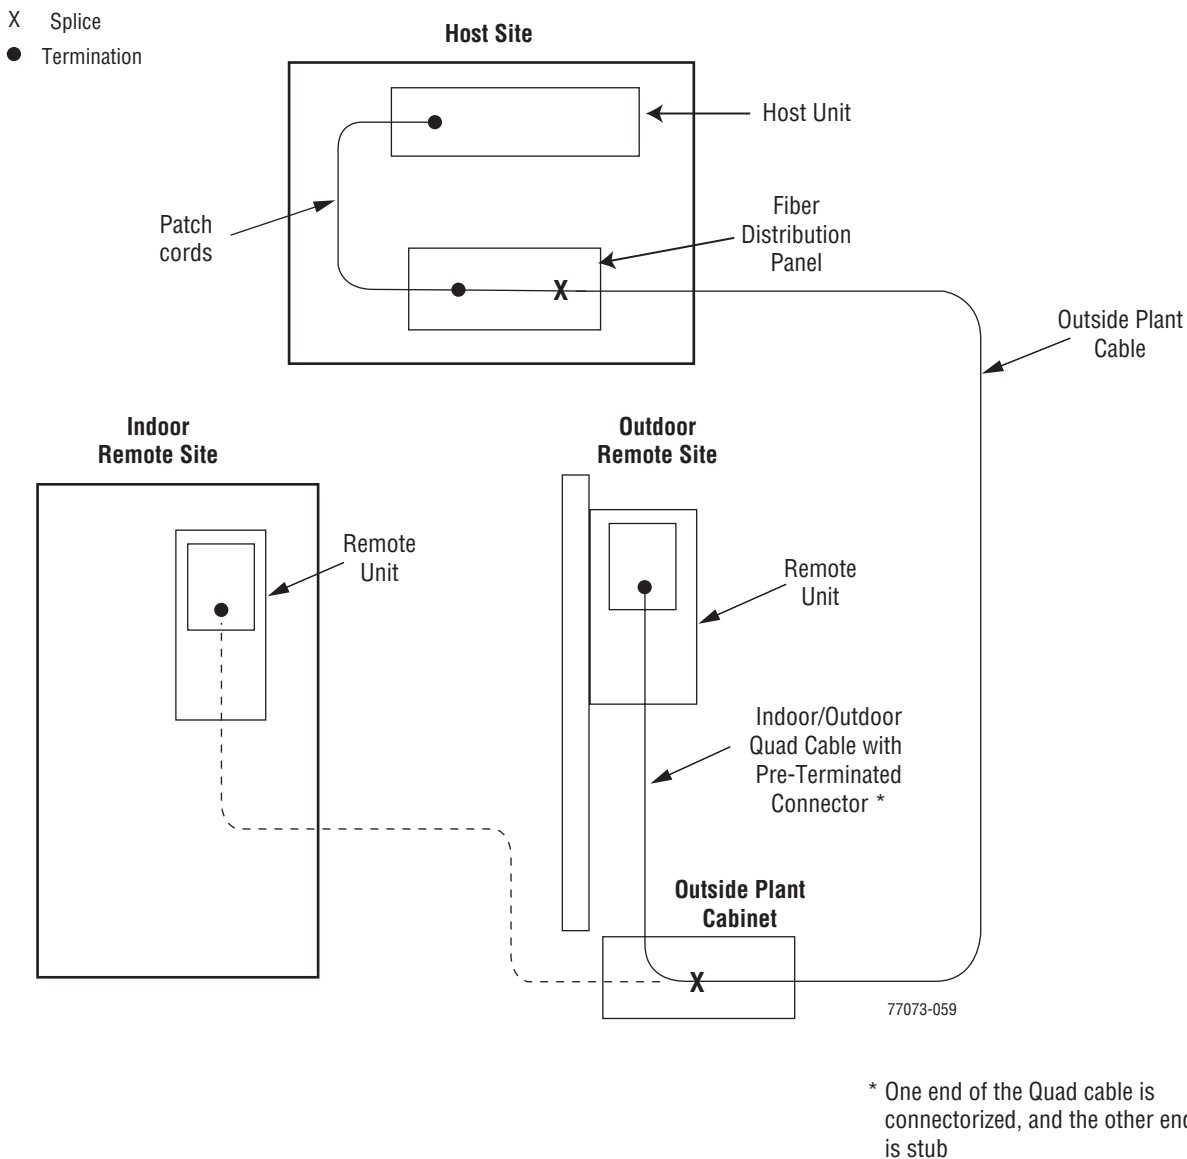 X Splice
● Termination
Host Site
Host Unit
Patch
cords
Fiber
Distribution
Panel
X
Outside Plant
Cable
Indoor
Remote Site
Outdoor
Remote Site
Remote
Unit
Remote
Unit
Indoor/Outdoor
Quad Cable with
Pre-Terminated
Connector *
Outside Plant
Cabinet
X
77073-059
* One end of the Quad cable is
connectorized, and the other end
is stub